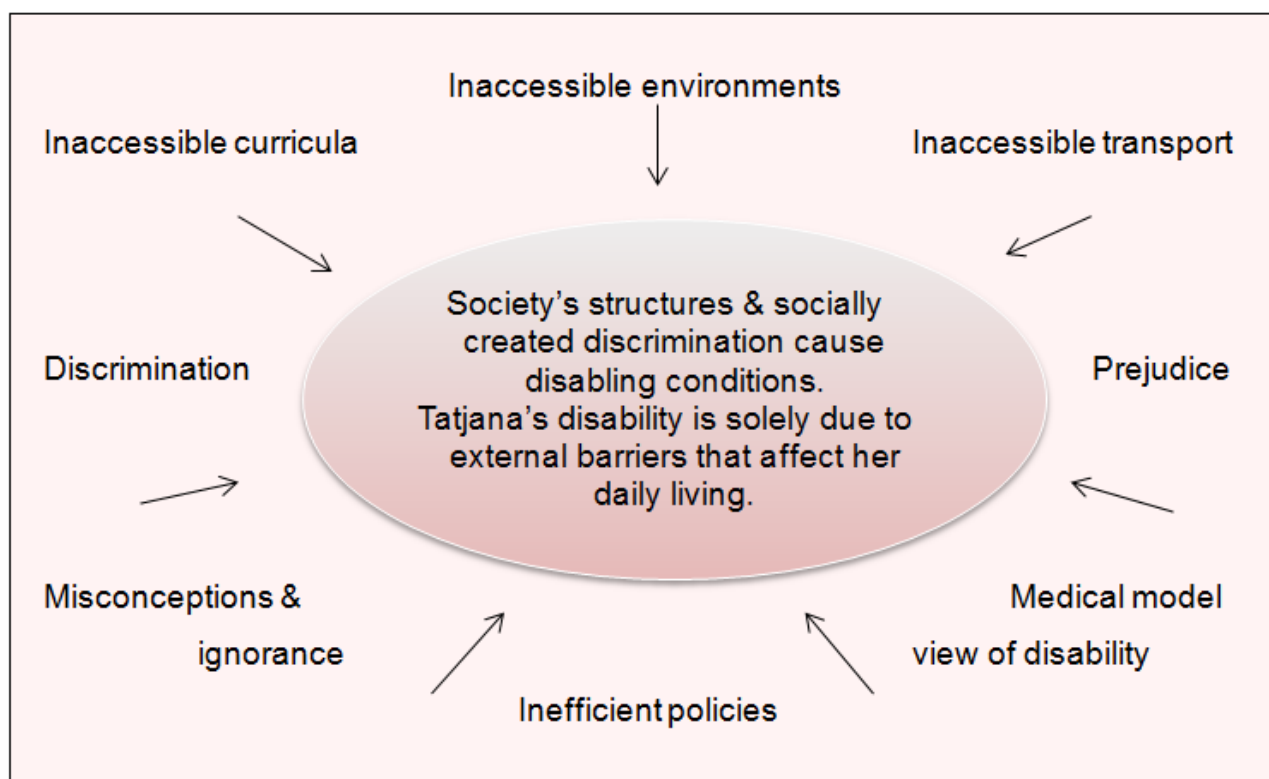 Inaccessible environments
Inaccessible curricula
Inaccessible transport
Society’s structures & socially
created discrimination cause
disabling conditions.
Tatjana’s disability is solely due to
external barriers that affect her
daily living.
Discrimination
Prejudice
Misconceptions &
ignorance
Medical model
view of disability
Inefficient policies